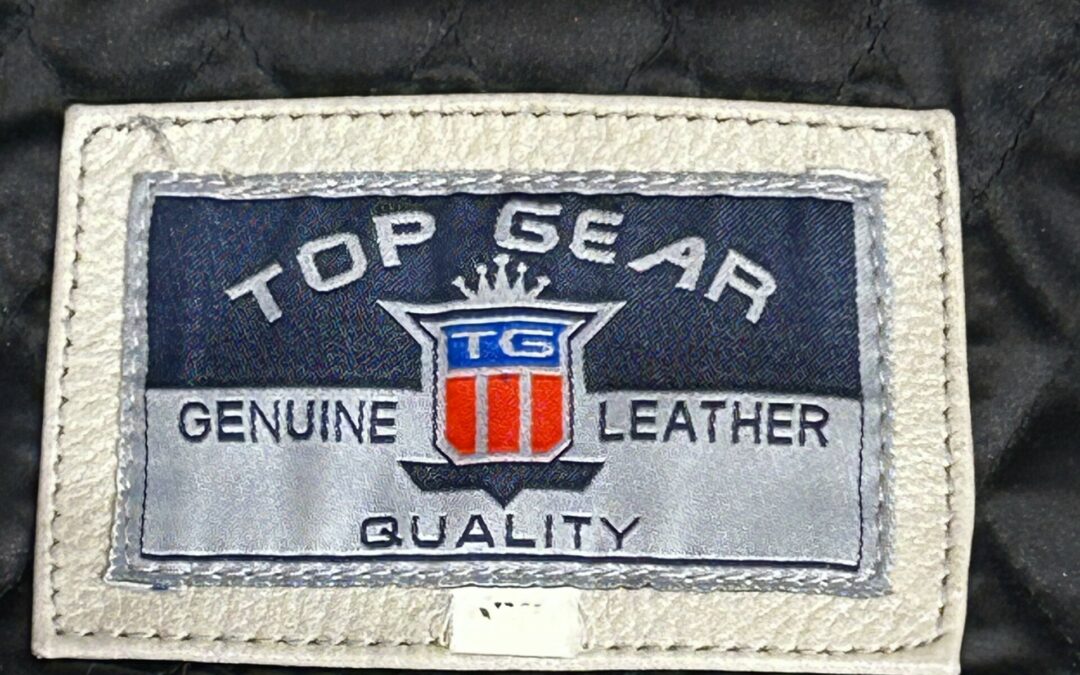 TOP GEAR
TG
GENUINE LEATHER
QUALITY